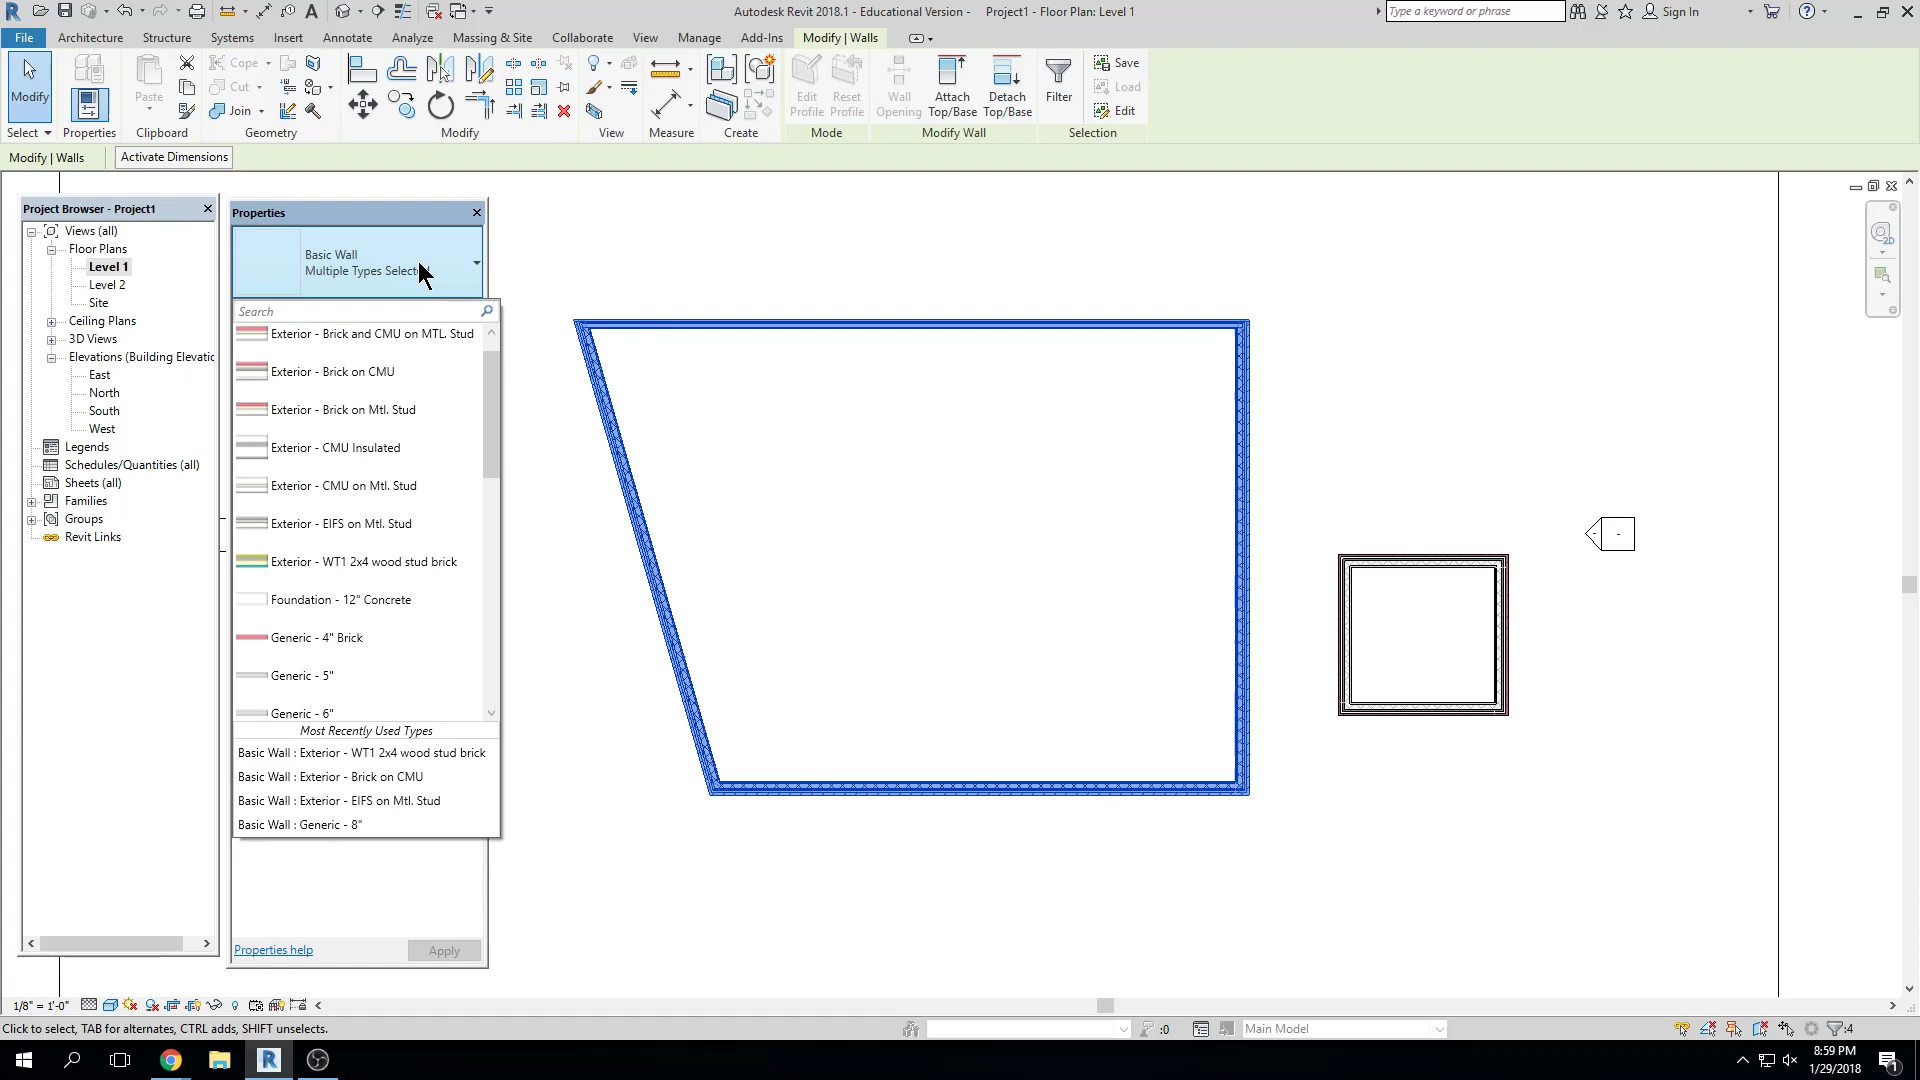 Autodesk Revit 2018.1 - Educational Version - Project1 - Floor Plan: Level 1
Type a keyword or phrase
Sign In
File Architecture Structure Systems Insert Annotate Analyze Massing & Site Collaborate View Manage Add-Ins Modify | Walls
Modify
Paste
Cope
Cut
Join
Edit Profile
Reset Profile
Wall Opening
Attach Top/Base
Detach Top/Base
Filter
Save
Load
Edit
Select Properties Clipboard Geometry Modify View Measure Create Mode Modify Wall Selection
Modify | Walls Activate Dimensions
Project Browser - Project1
Views (all)
Floor Plans
Level 1
Level 2
Site
Ceiling Plans
3D Views
Elevations (Building Elevatic
East
North
South
West
Legends
Schedules/Quantities (all)
Sheets (all)
Families
Groups
Revit Links
Properties
Basic Wall
Multiple Types Selected
Search
Exterior - Brick and CMU on MTL. Stud
Exterior - Brick on CMU
Exterior - Brick on Mtl. Stud
Exterior - CMU Insulated
Exterior - CMU on Mtl. Stud
Exterior - EIFS on Mtl. Stud
Exterior - WT1 2x4 wood stud brick
Foundation - 12" Concrete
Generic - 4" Brick
Generic - 5"
Generic - 6"
Most Recently Used Types
Basic Wall : Exterior - WT1 2x4 wood stud brick
Basic Wall : Exterior - Brick on CMU
Basic Wall : Exterior - EIFS on Mtl. Stud
Basic Wall : Generic - 8"
Properties help
Apply
2D
1/8" = 1'-0"
Click to select, TAB for alternates, CTRL adds, SHIFT unselects.
:0
Main Model
:4
8:59 PM
1/29/2018
1